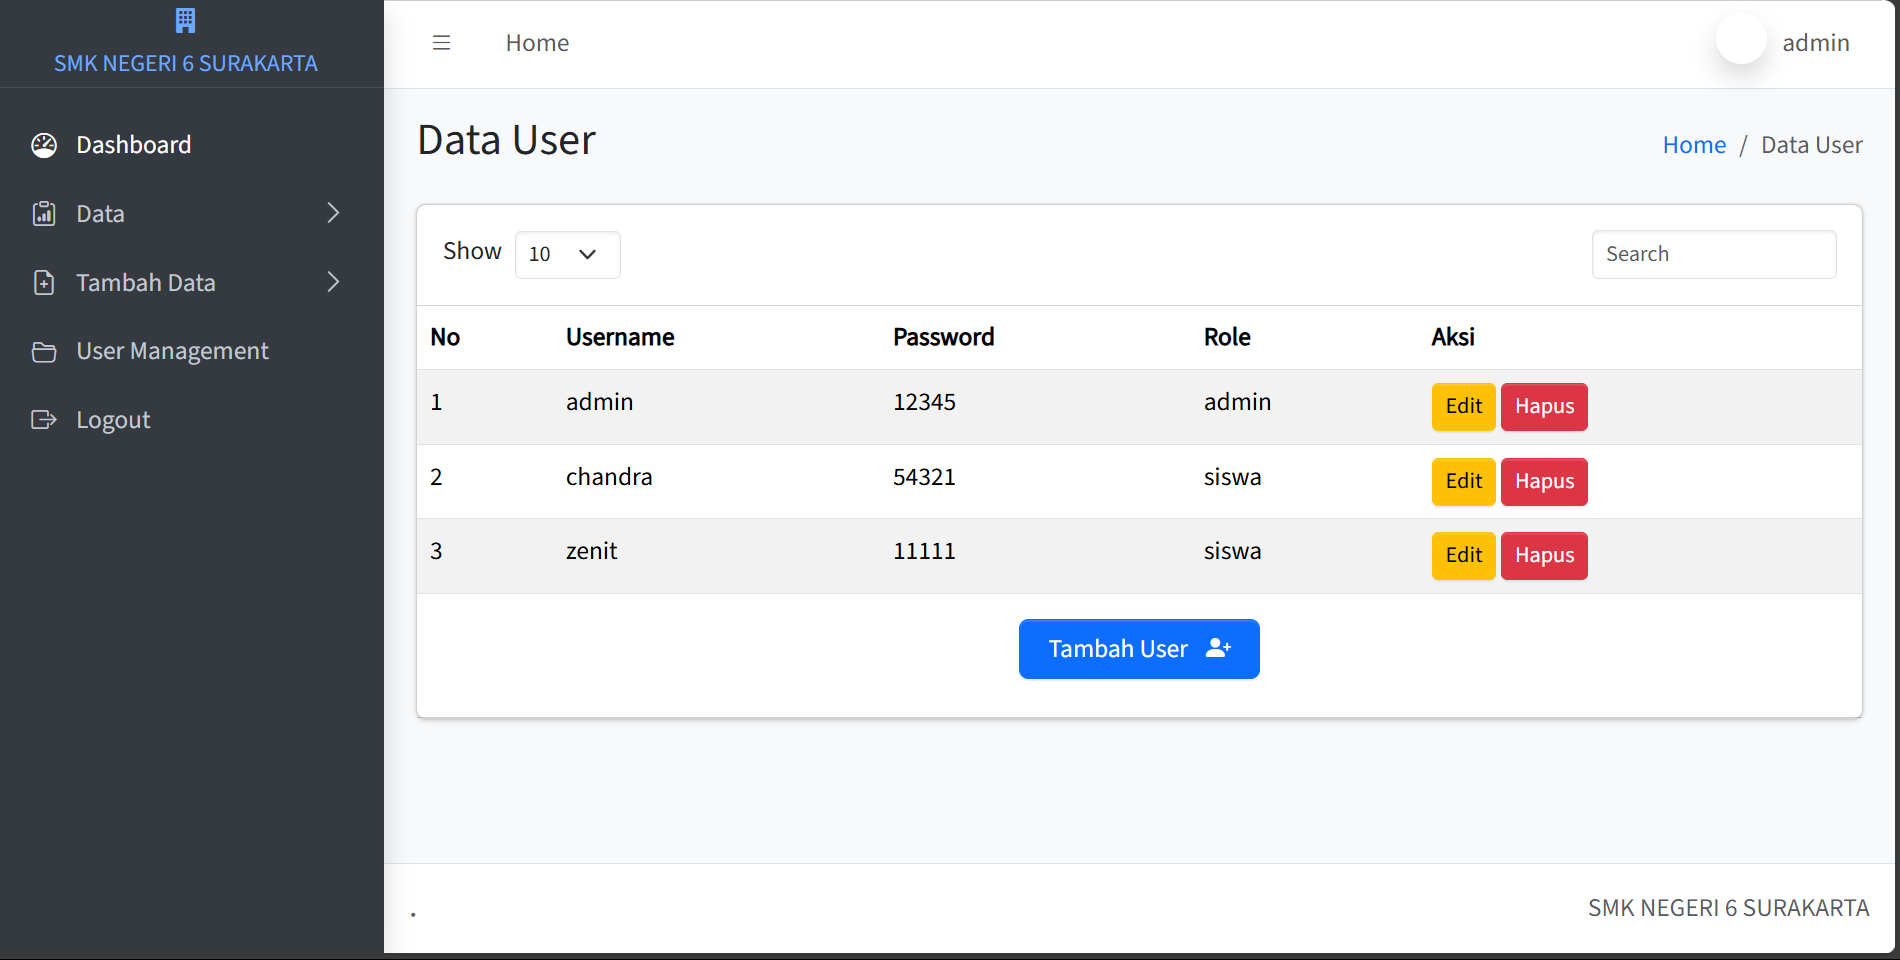 SMK NEGERI 6 SURAKARTA
Dashboard
Data
Tambah Data
User Management
Logout
Home
admin
Data User
Home / Data User
Show 10
Search
No Username Password Role Aksi
1 admin 12345 admin Edit Hapus
2 chandra 54321 siswa Edit Hapus
3 zenit 11111 siswa Edit Hapus
Tambah User
.
SMK NEGERI 6 SURAKARTA